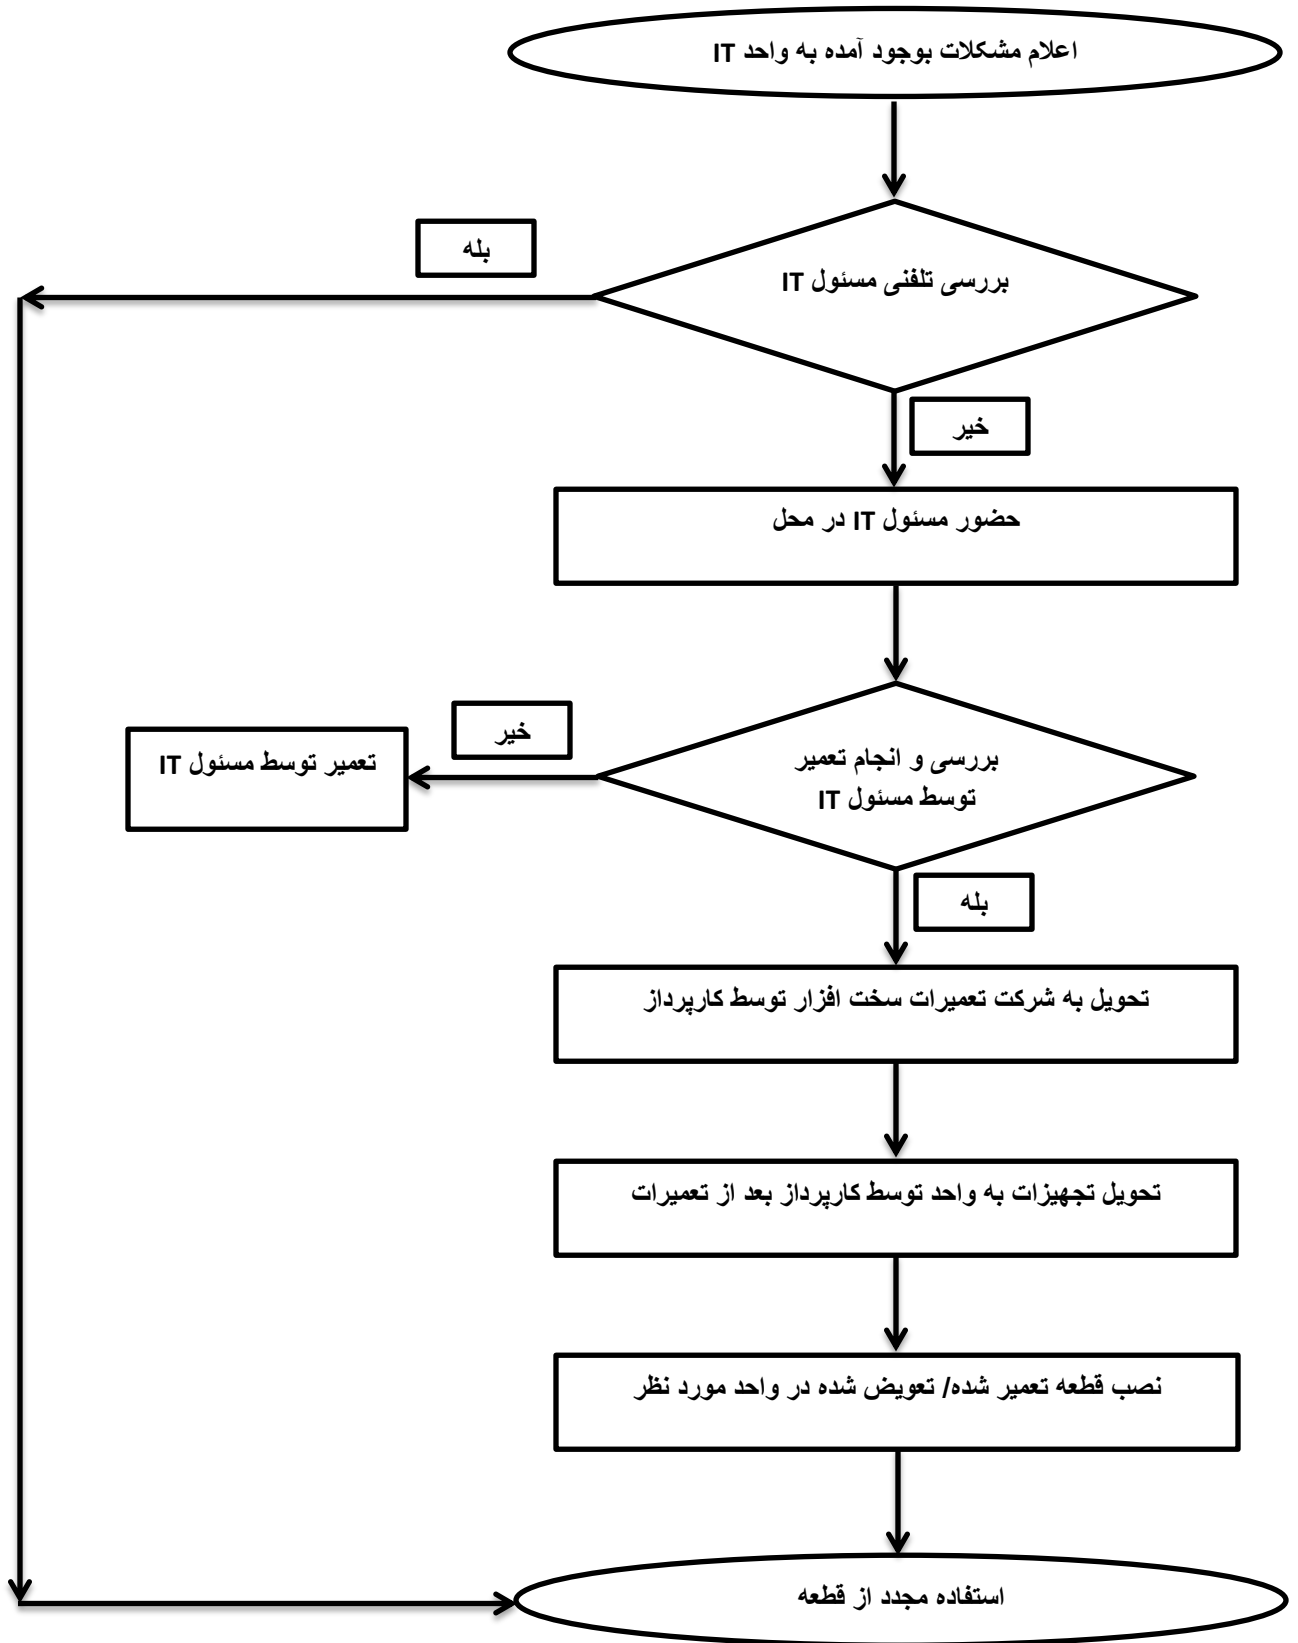 اعلام مشکلات بوجود آمده به واحد IT
بله
بررسی تلفنی مسئول IT
خیر
حضور مسئول IT در محل
خیر
تعمیر توسط مسئول IT
بررسی و انجام تعمیر
توسط مسئول IT
بله
تحویل به شرکت تعمیرات سخت افزار توسط کارپرداز
تحویل تجهیزات به واحد توسط کارپرداز بعد از تعمیرات
نصب قطعه تعمیر شده/ تعویض شده در واحد مورد نظر
استفاده مجدد از قطعه